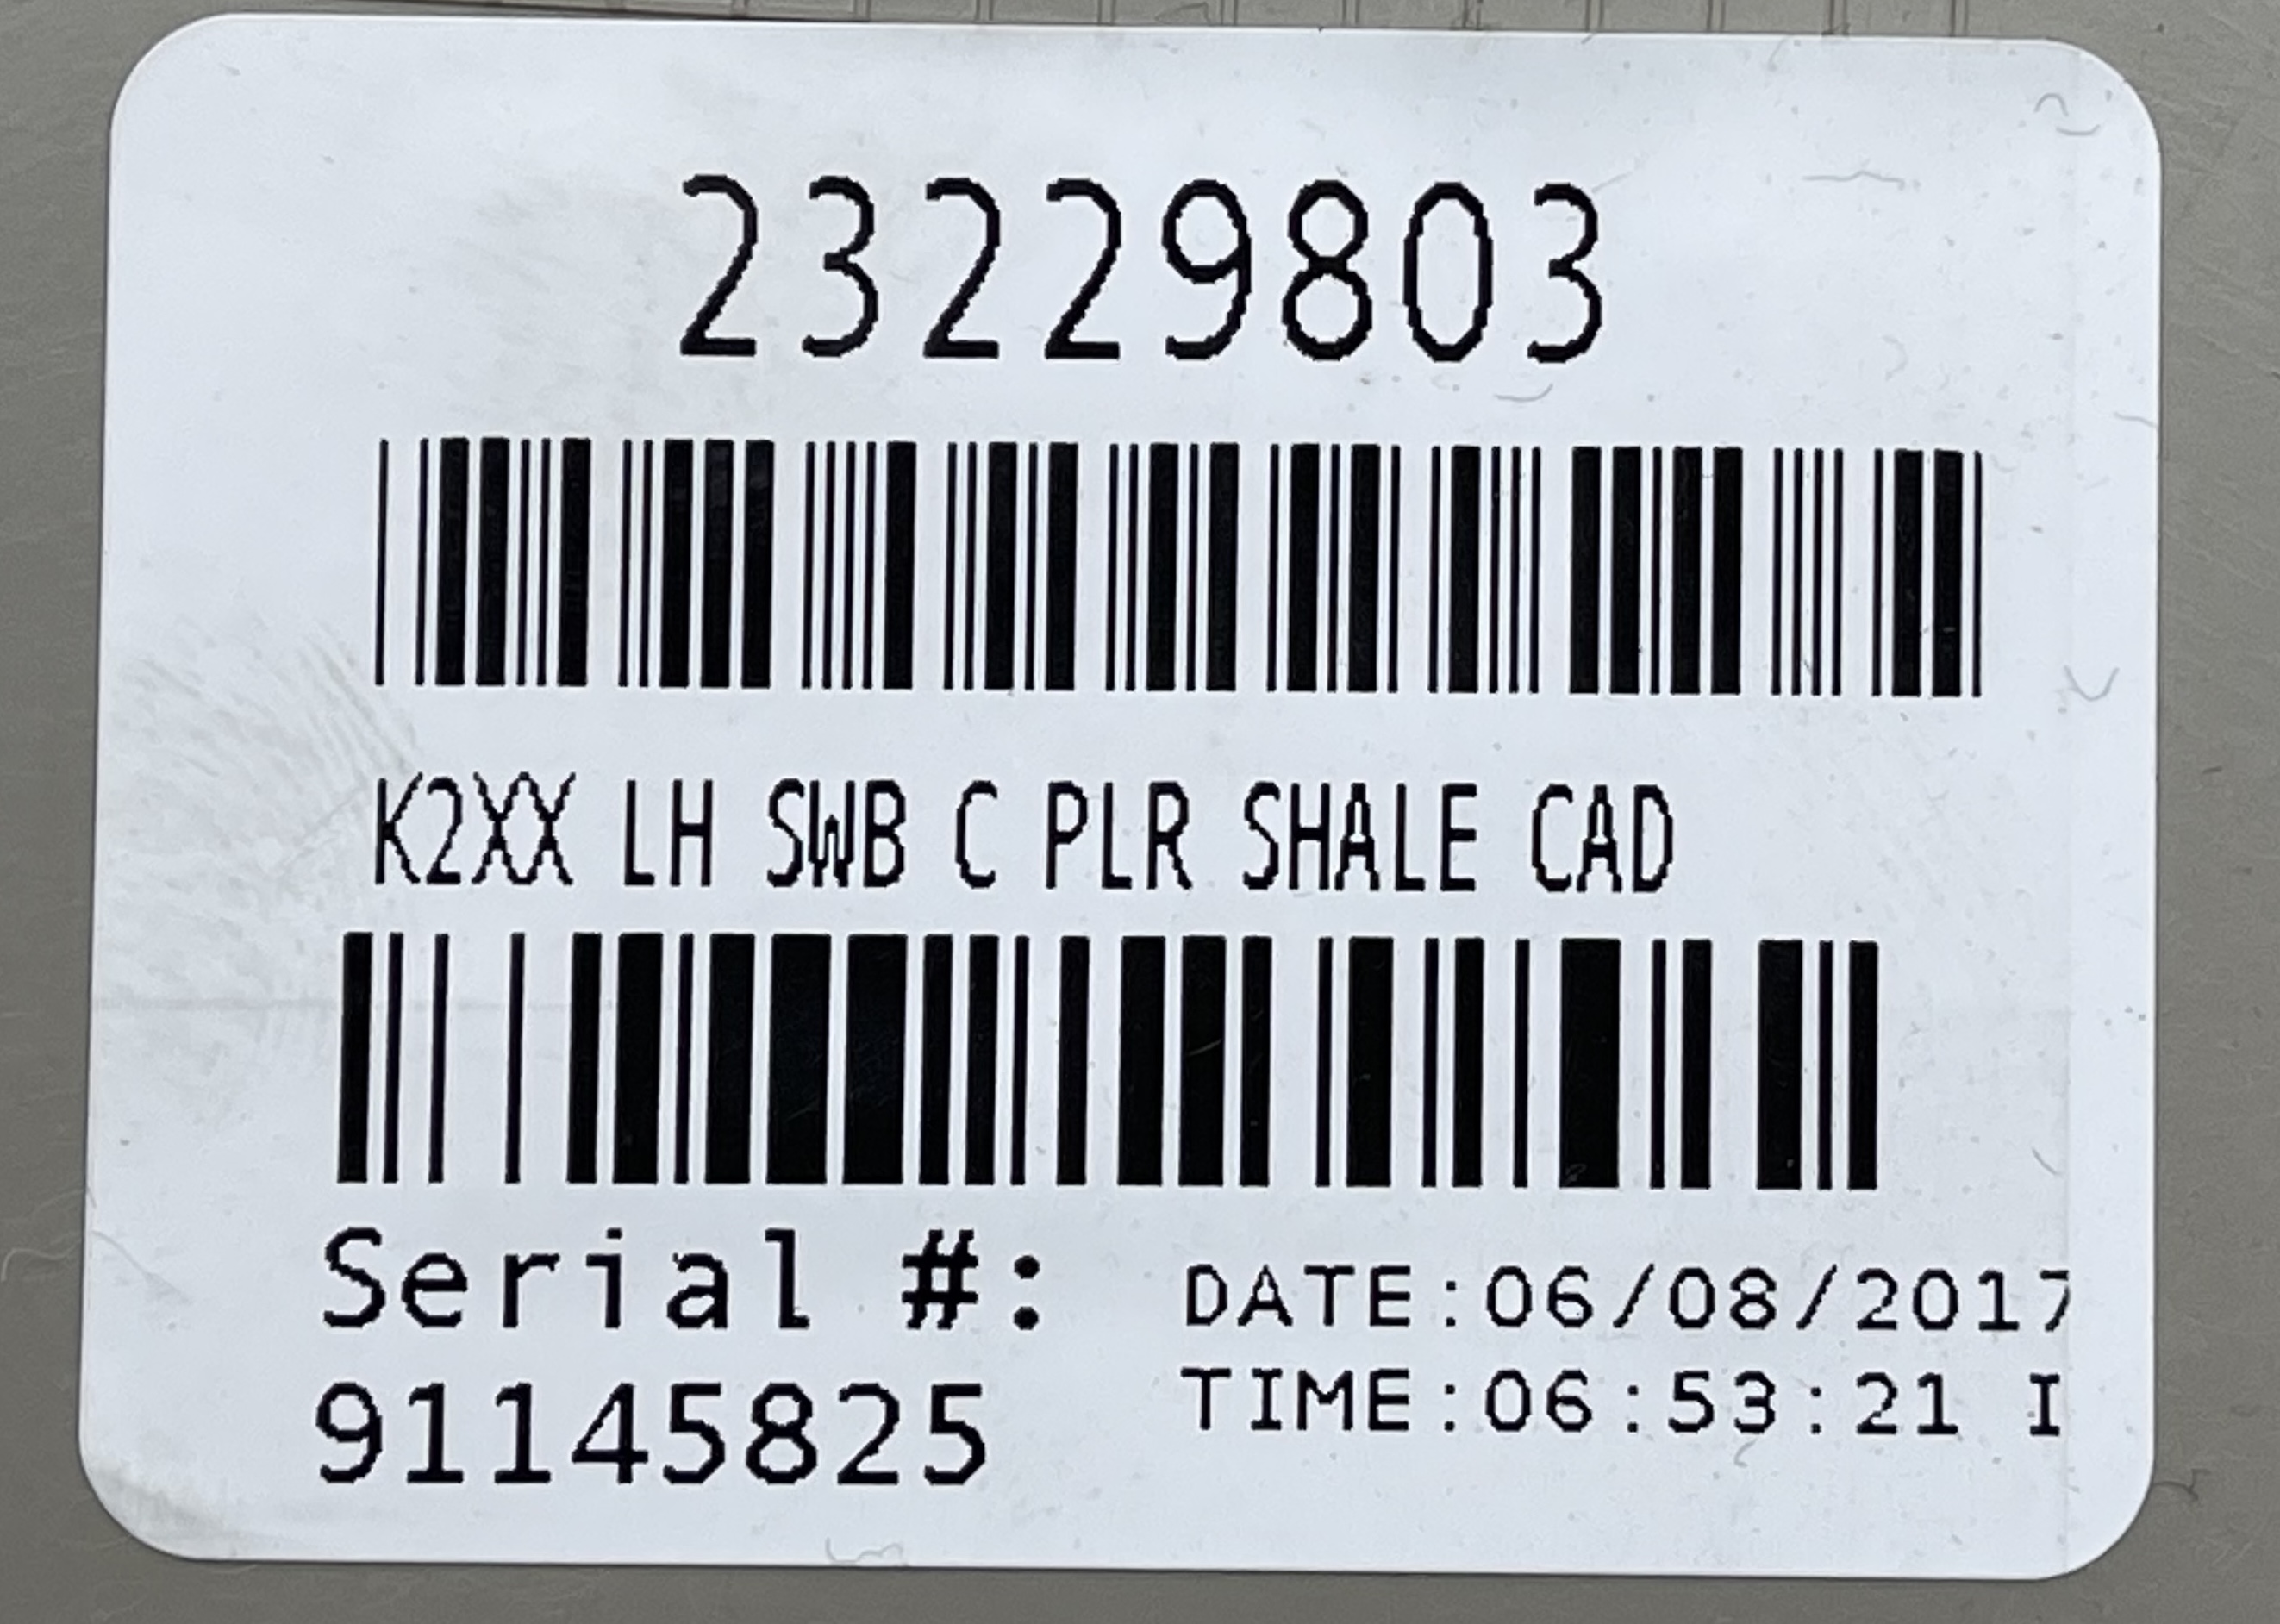 23229803
K2XX LH SWB C PLR SHALE CAD
Serial #:
91145825
DATE:06/08/2017
TIME:06:53:21 I